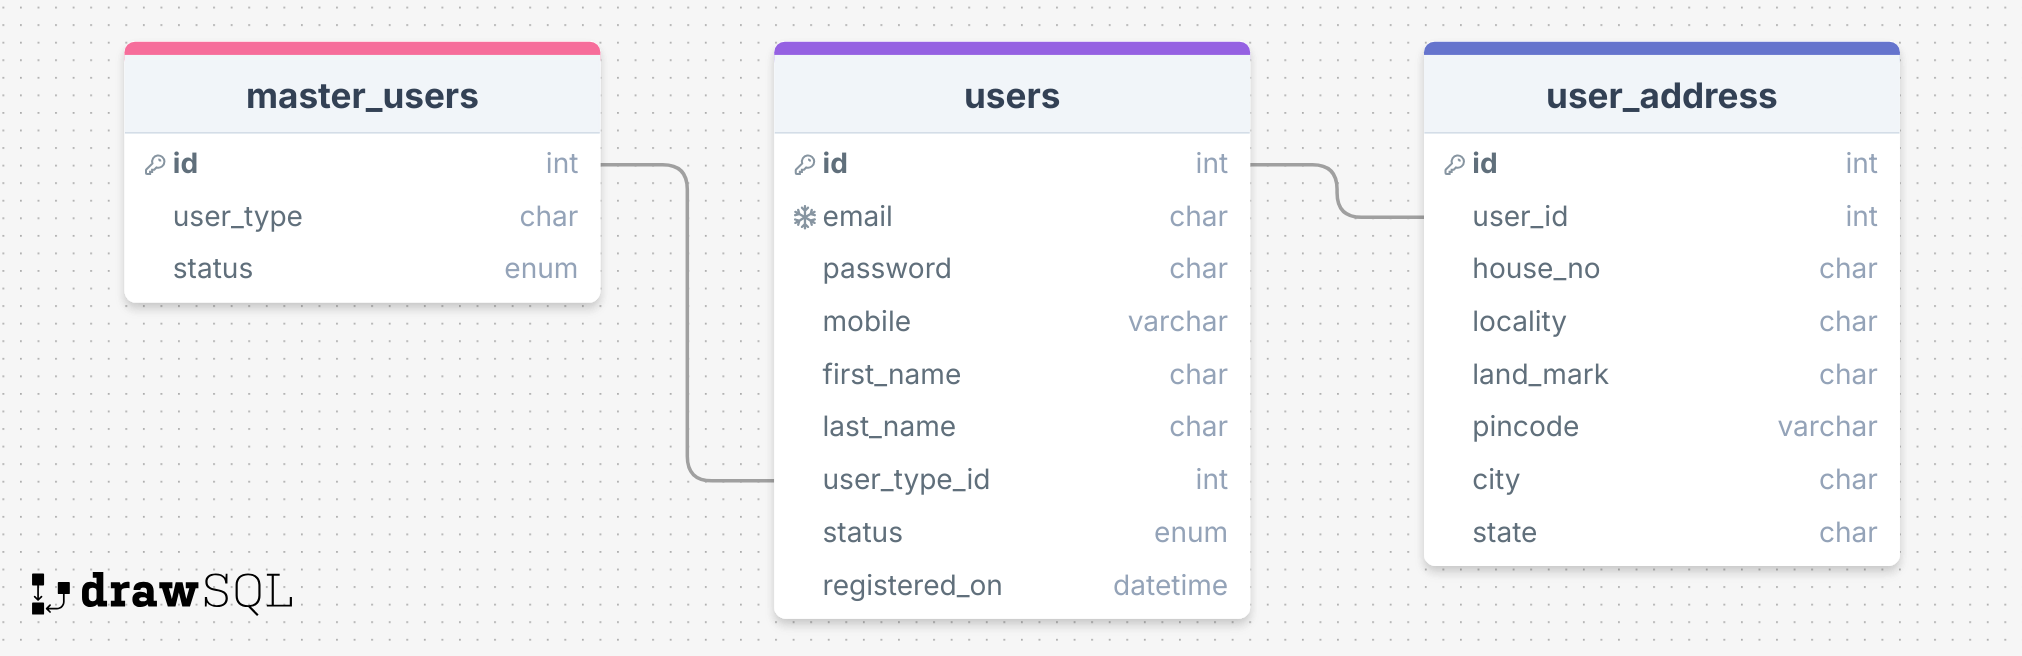 master_users
id int
user_type char
status enum
users
id int
email char
password char
mobile varchar
first_name char
last_name char
user_type_id int
status enum
registered_on datetime
user_address
id int
user_id int
house_no char
locality char
land_mark char
pincode varchar
city char
state char
drawSQL